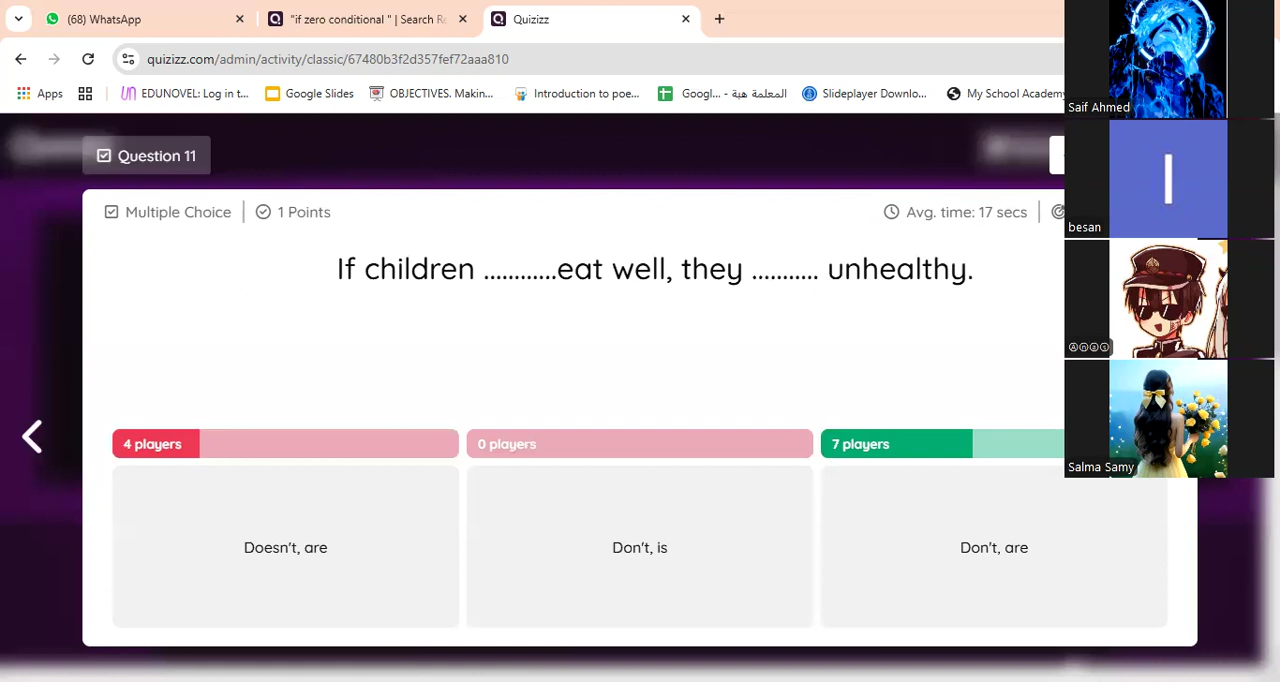 (68) WhatsApp
"if zero conditional " | Search Re
Quizizz
quizizz.com/admin/activity/classic/67480b3f2d357fef72aaa810
Apps
EDUNOVEL: Log in t...
Google Slides
OBJECTIVES. Makin...
Introduction to poe...
Googl... - المعلمة هبة
Slideplayer Downlo...
My School Academy
Saif Ahmed
Question 11
I
besan
Multiple Choice
1 Points
Avg. time: 17 secs
If children ............eat well, they ........... unhealthy.
Salma Samy
4 players
0 players
7 players
Doesn't, are
Don't, is
Don't, are